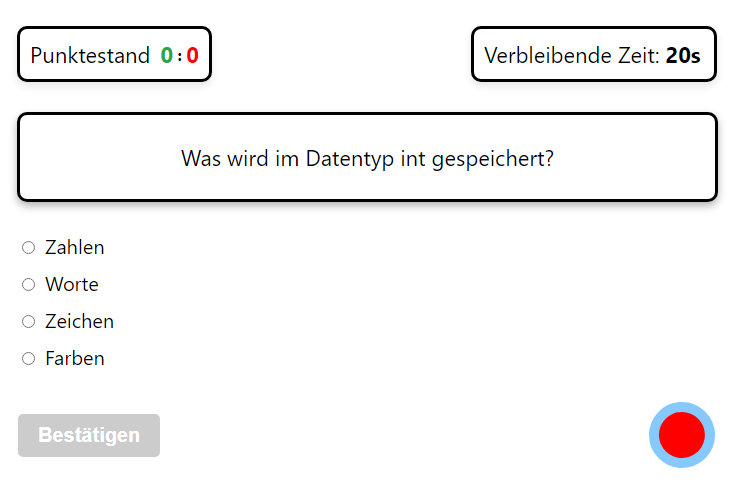 Punktestand 0:0
Verbleibende Zeit: 20s
Was wird im Datentyp int gespeichert?
Zahlen
Worte
Zeichen
Farben
Bestätigen